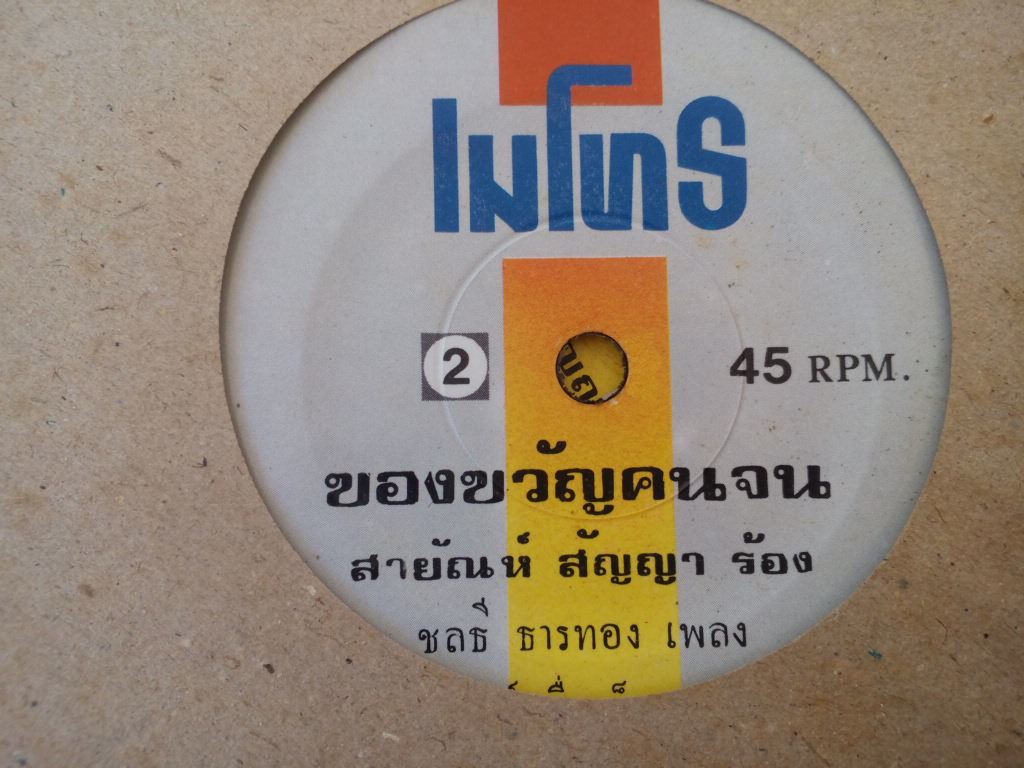 เมโทร
2
45 RPM.
ของขวัญคนจน
สายัณห์ สัญญา ร้อง
ชลธี ธารทอง เพลง